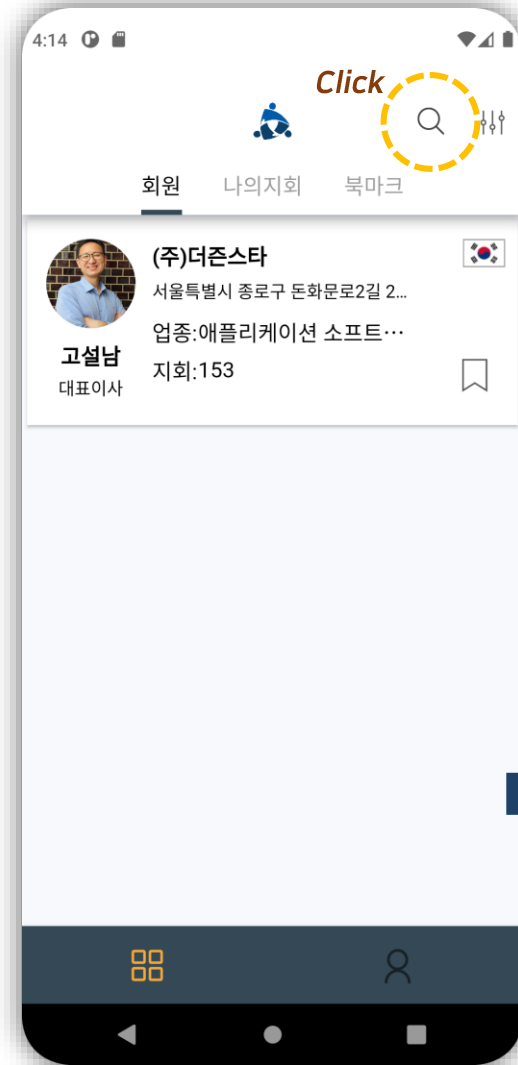 4:14
Click
회원 나의지회 북마크
(주)더즌스타
서울특별시 종로구 돈화문로2길 2...
업종:애플리케이션 소프트...
고설남
지회:153
대표이사